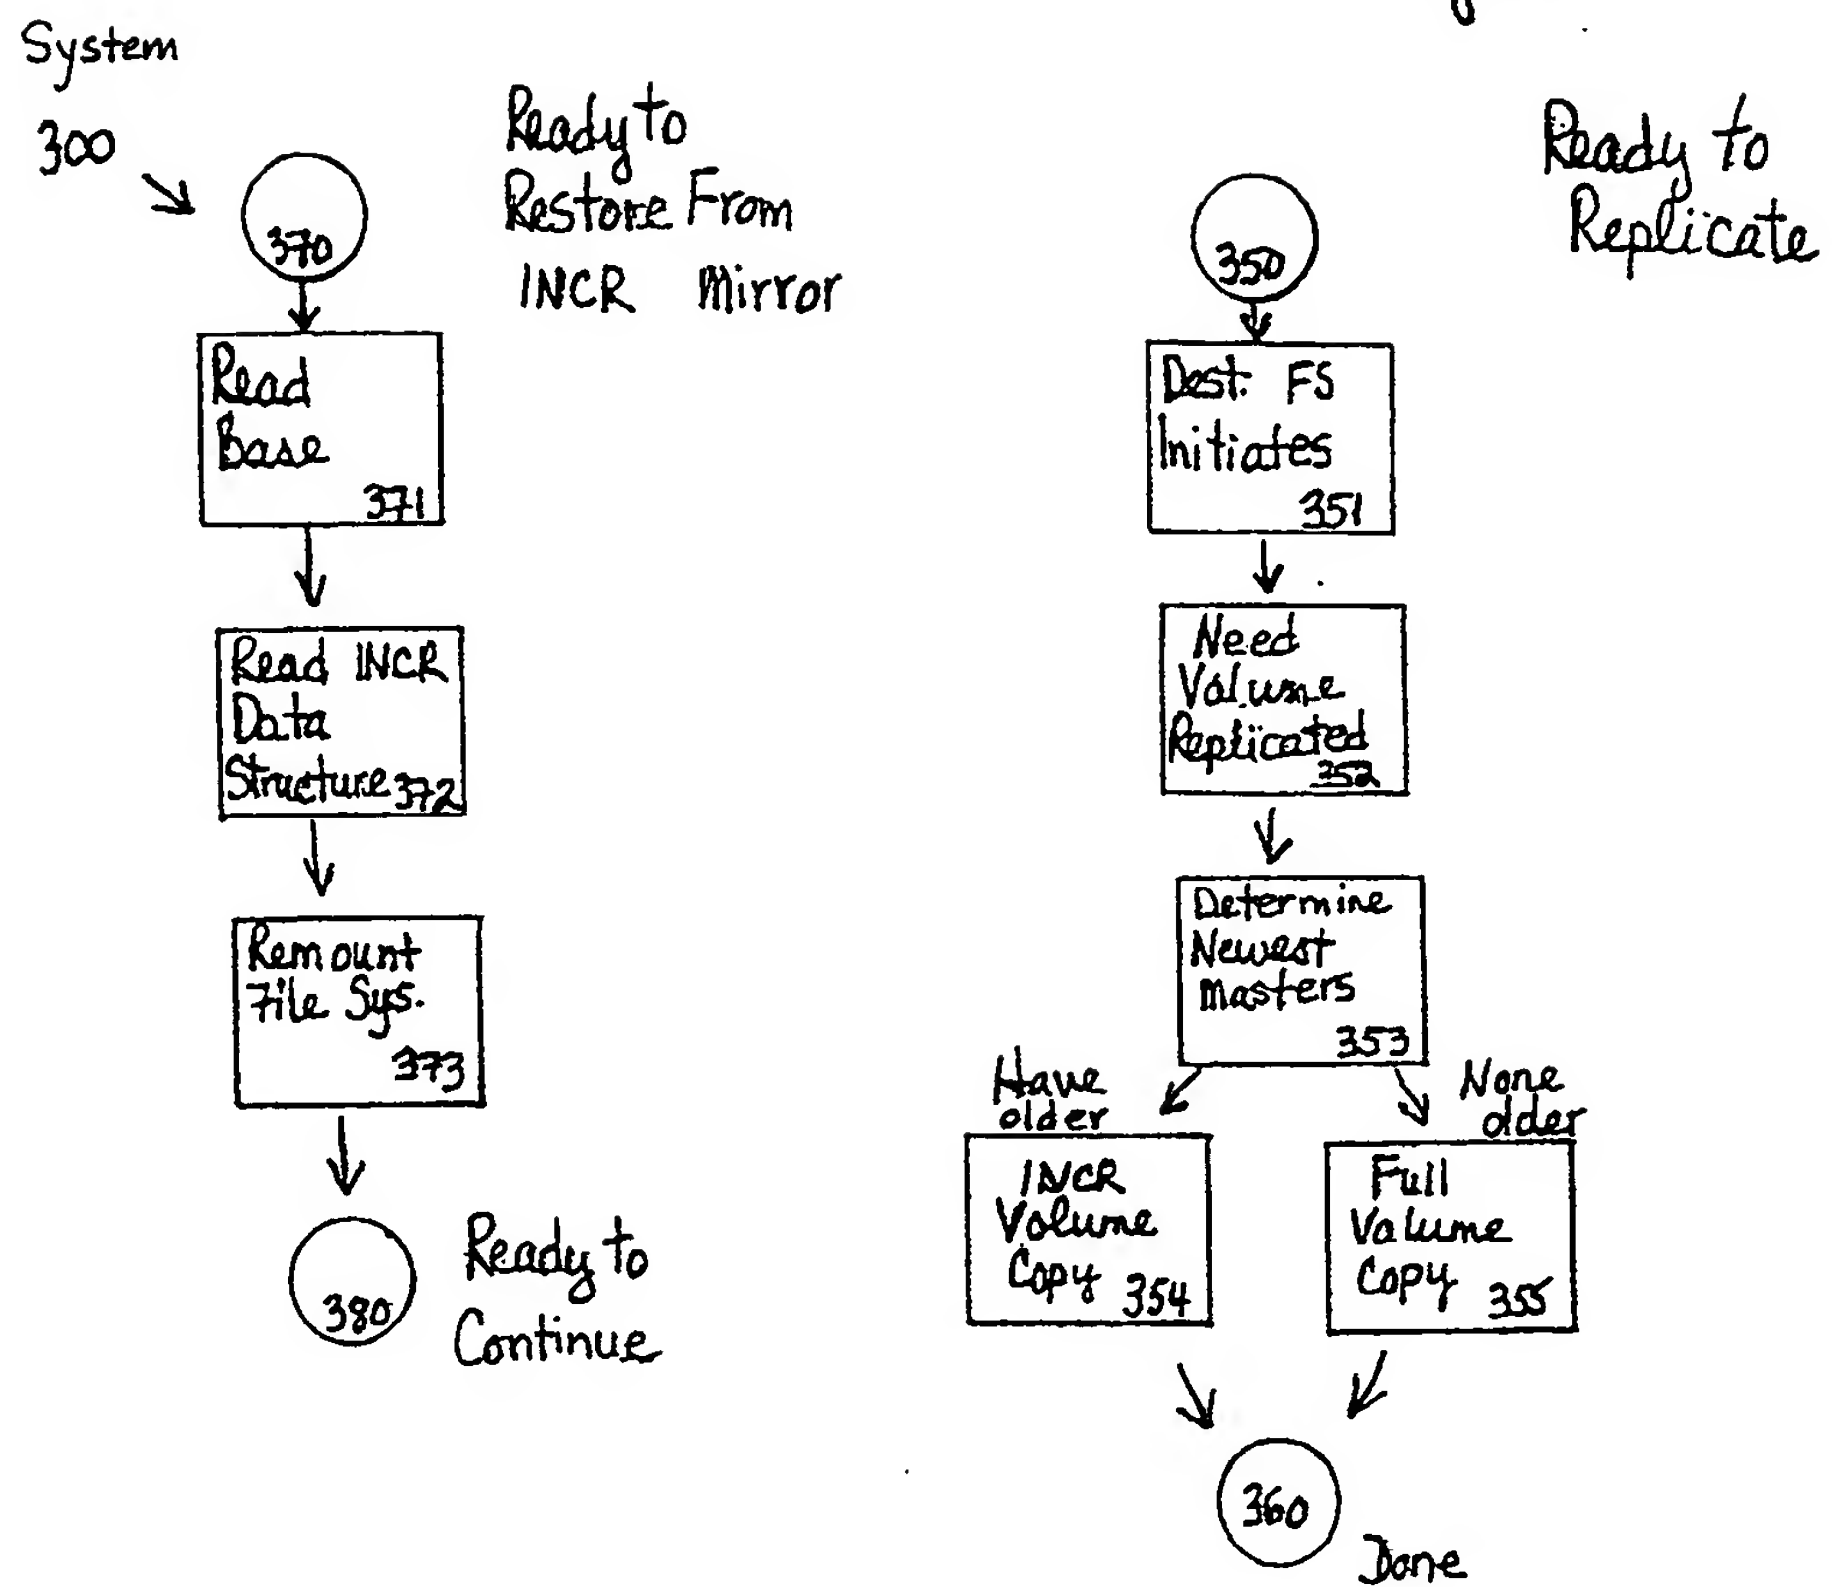 System
300
370
Ready to
Restore From
INCR Mirror
Read
Base
371
Read INCR
Data
Structure 372
Remount
File Sys.
373
380
Ready to
Continue
350
Ready to
Replicate
Dest. FS
Initiates
351
Need
Volume
Replicated
352
Determine
Newest
Masters
353
Have
older
None
older
INCR
Volume
Copy 354
Full
Volume
Copy 355
360
Done